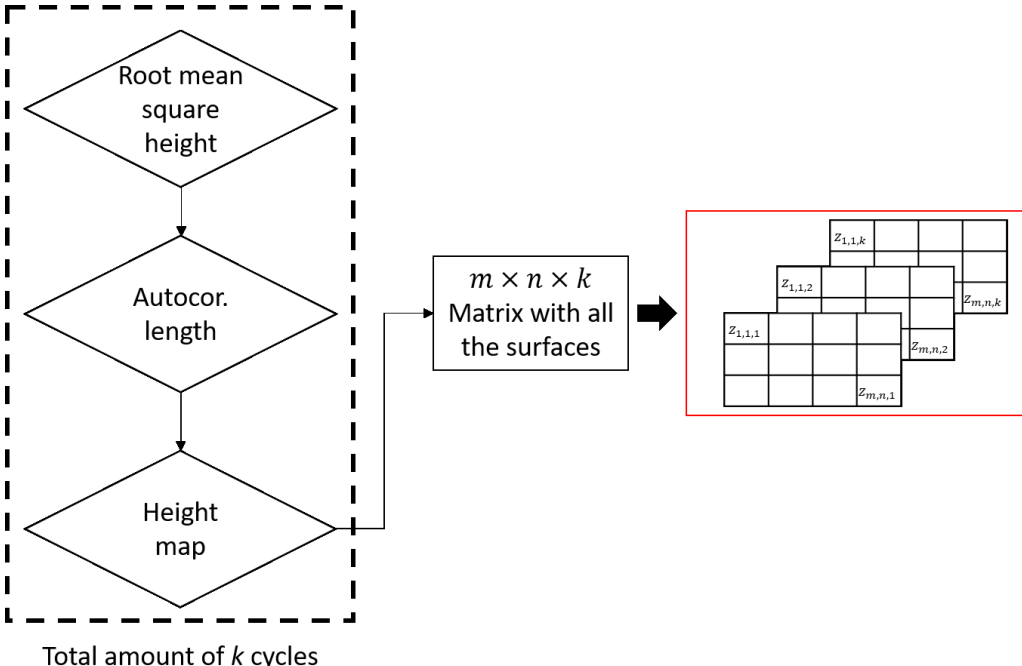 Root mean
square
height
Autocor.
length
Height
map
Total amount of k cycles
m × n × k
Matrix with all
the surfaces
z₁,₁,ₖ
zₘ,ₙ,ₖ
z₁,₁,₂
zₘ,ₙ,₂
z₁,₁,₁
zₘ,ₙ,₁